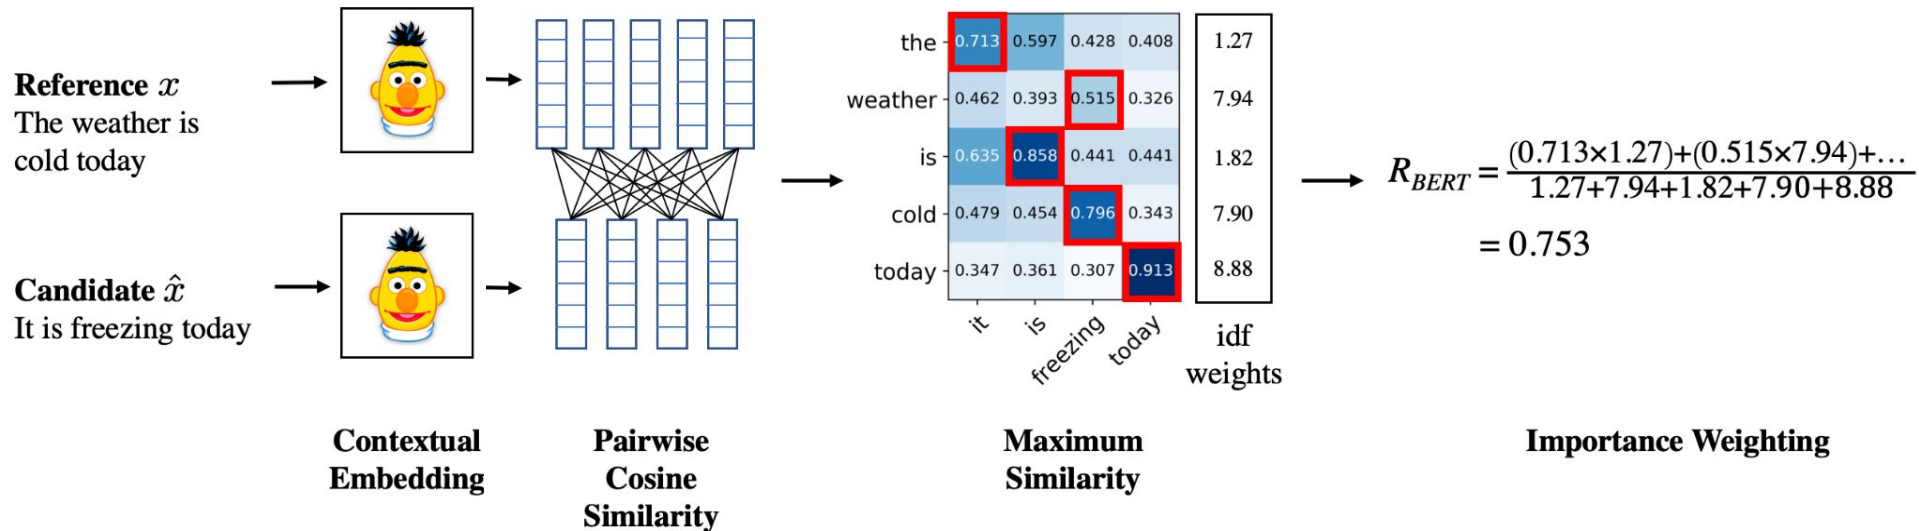 Reference x
The weather is
cold today
Candidate x̂
It is freezing today
Contextual
Embedding
Pairwise
Cosine
Similarity
the 0.713 0.597 0.428 0.408 1.27
weather 0.462 0.393 0.515 0.326 7.94
is 0.635 0.858 0.441 0.441 1.82
cold 0.479 0.454 0.796 0.343 7.90
today 0.347 0.361 0.307 0.913 8.88
it is freezing today
idf
weights
Maximum
Similarity
R_BERT = (0.713×1.27)+(0.515×7.94)+...
1.27+7.94+1.82+7.90+8.88
= 0.753
Importance Weighting